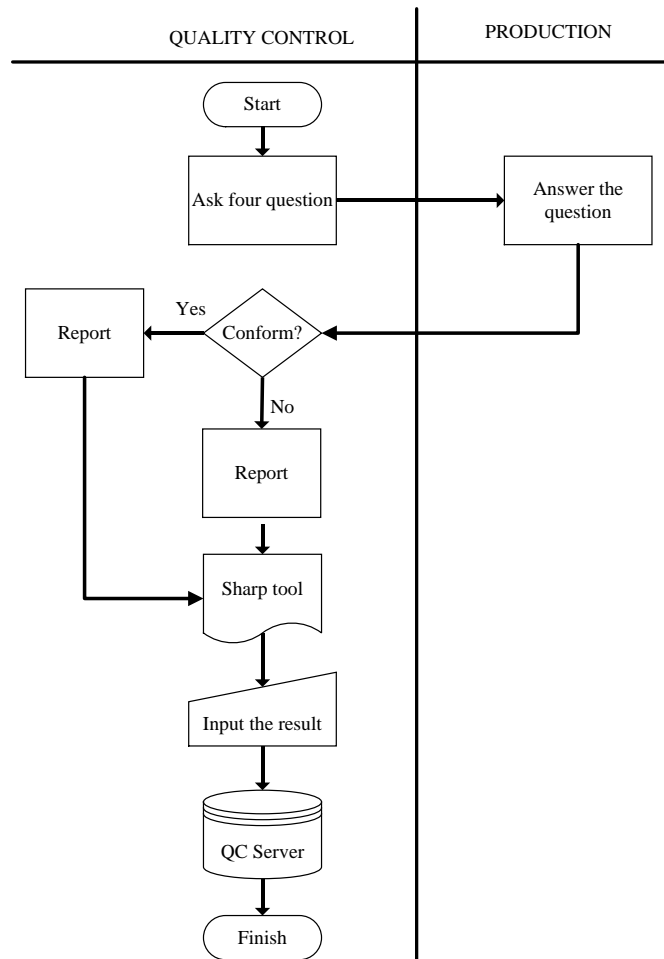 QUALITY CONTROL
PRODUCTION
Start
Ask four question
Answer the
question
Yes
Report
Conform?
No
Report
Sharp tool
Input the result
QC Server
Finish